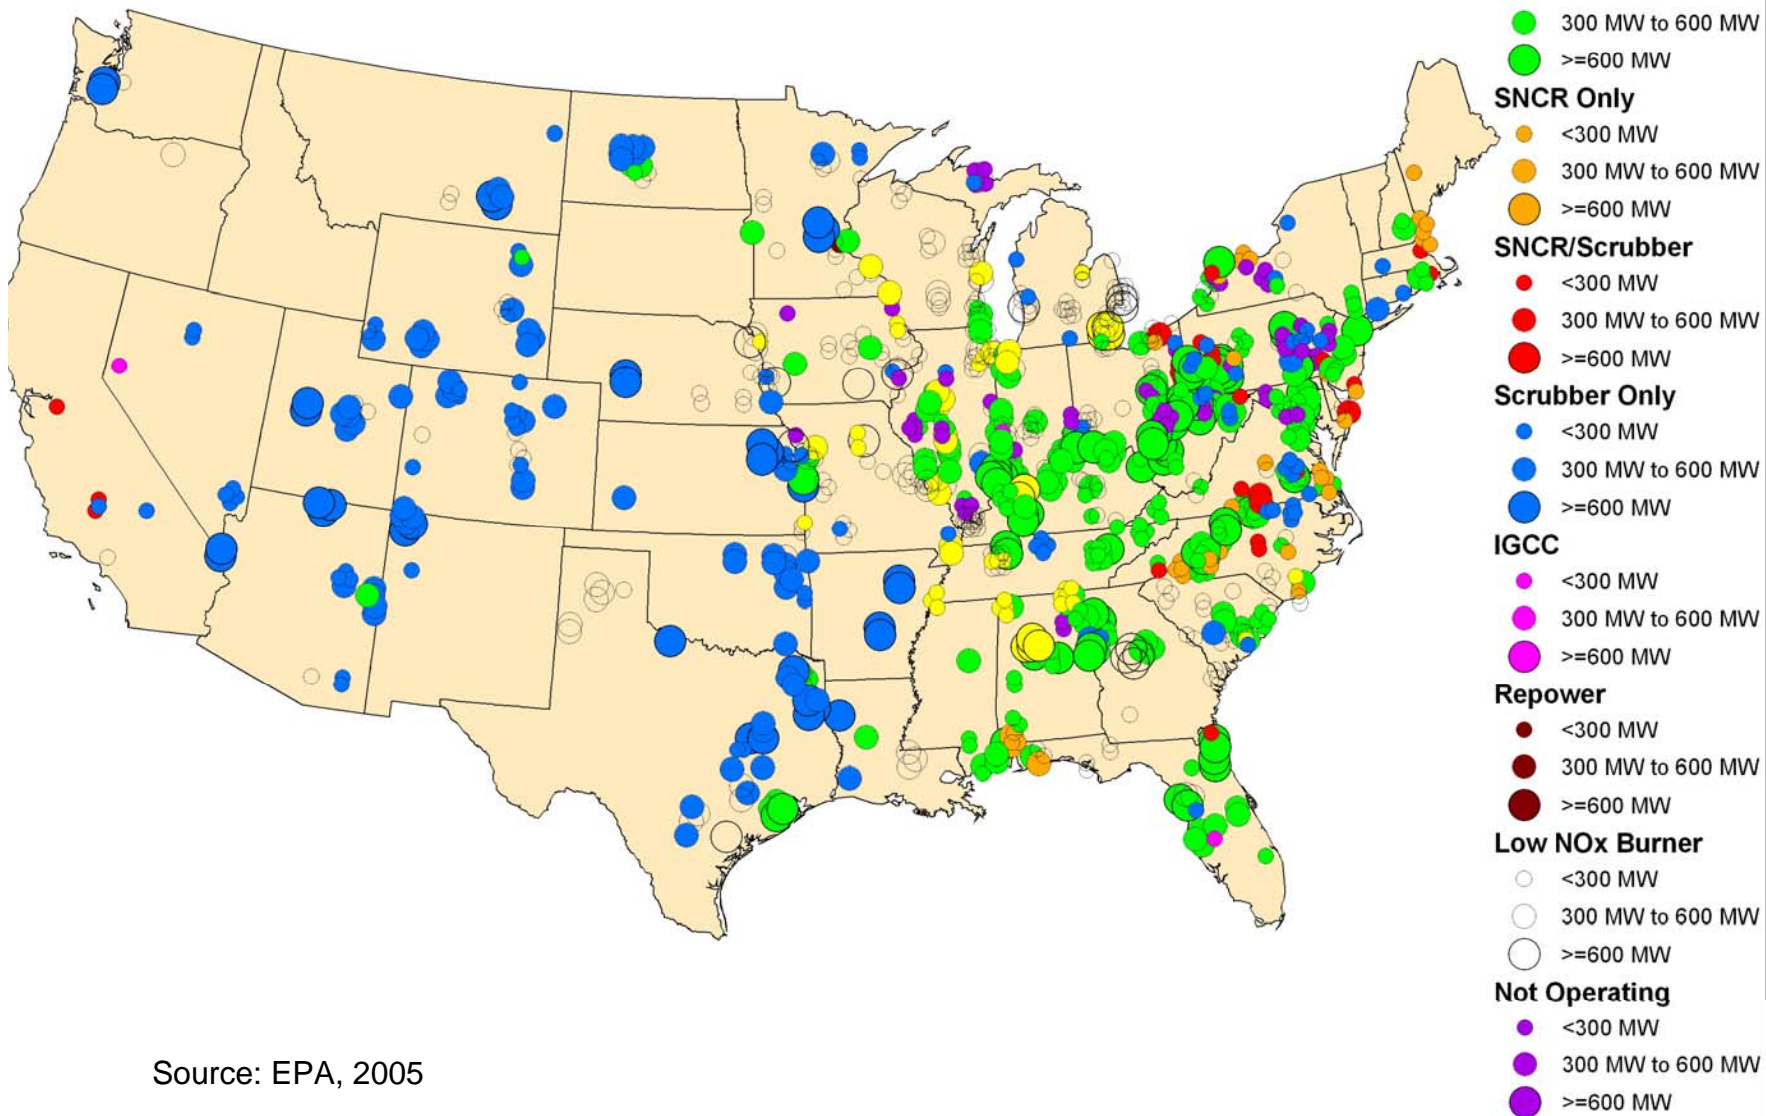 300 MW to 600 MW
>=600 MW
SNCR Only
<300 MW
300 MW to 600 MW
>=600 MW
SNCR/Scrubber
<300 MW
300 MW to 600 MW
>=600 MW
Scrubber Only
<300 MW
300 MW to 600 MW
>=600 MW
IGCC
<300 MW
300 MW to 600 MW
>=600 MW
Repower
<300 MW
300 MW to 600 MW
>=600 MW
Low NOx Burner
<300 MW
300 MW to 600 MW
>=600 MW
Not Operating
<300 MW
300 MW to 600 MW
>=600 MW
Source: EPA, 2005